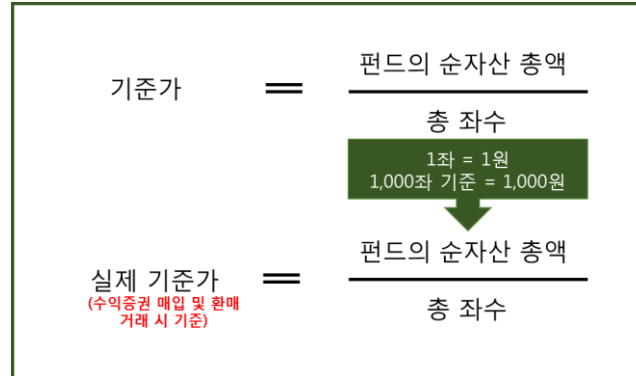 기준가 = 펀드의 순자산 총액
총 좌수
1좌 = 1원
1,000좌 기준 = 1,000원
실제 기준가 = 펀드의 순자산 총액
(수익증권 매입 및 환매
거래 시 기준)
총 좌수